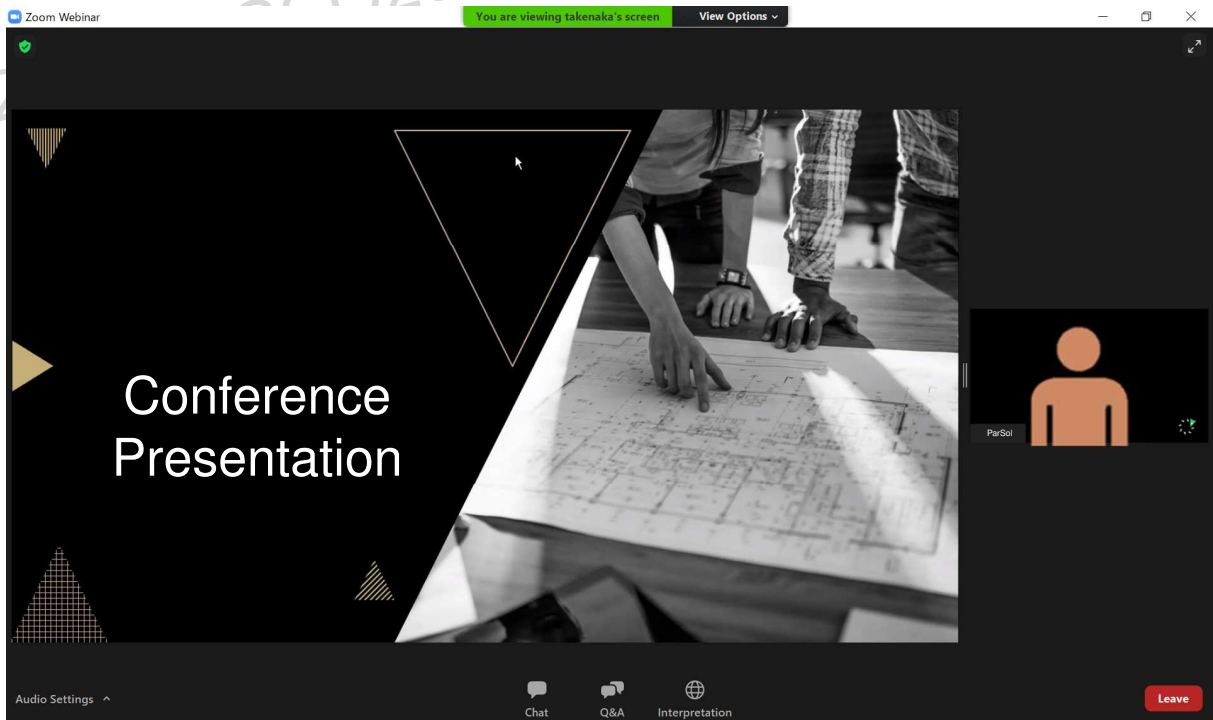 Zoom Webinar
You are viewing takenaka's screen
View Options
Conference
Presentation
ParSol
Audio Settings
Chat
Q&A
Interpretation
Leave